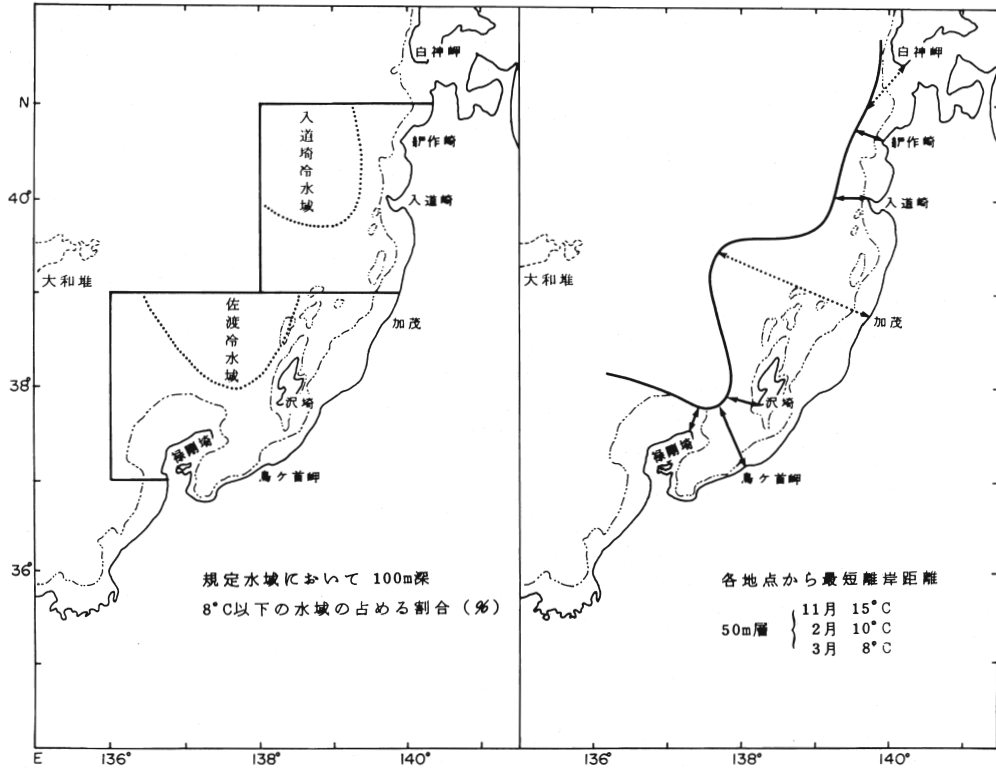 白神岬
N
舮作崎
入道埼冷水域
40°
入道崎
大和堆
佐渡冷水域
加茂
38°
沢埼
禄剛埼
鳥ケ首岬
36°
規定水域において 100m深
8°C以下の水域の占める割合 (%)
E
136°
138°
140°
白神岬
舮作崎
入道崎
大和堆
加茂
沢埼
禄剛埼
鳥ケ首岬
各地点から最短離岸距離
50m層
11月 15°C
2月 10°C
3月 8°C
136°
138°
140°